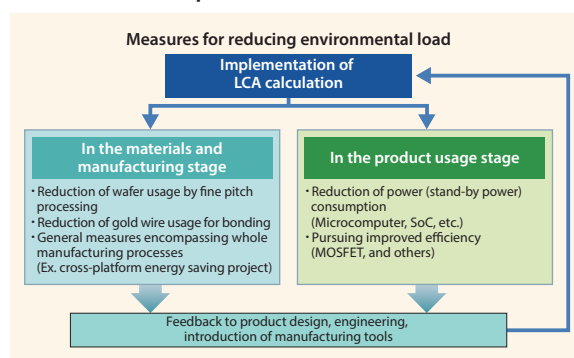 Measures for reducing environmental load
Implementation of
LCA calculation
In the materials and
manufacturing stage
・Reduction of wafer usage by fine pitch
processing
・Reduction of gold wire usage for bonding
・General measures encompassing whole
manufacturing processes
(Ex. cross-platform energy saving project)
In the product usage stage
・Reduction of power (stand-by power)
consumption
(Microcomputer, SoC, etc.)
・Pursuing improved efficiency
(MOSFET, and others)
Feedback to product design, engineering,
introduction of manufacturing tools